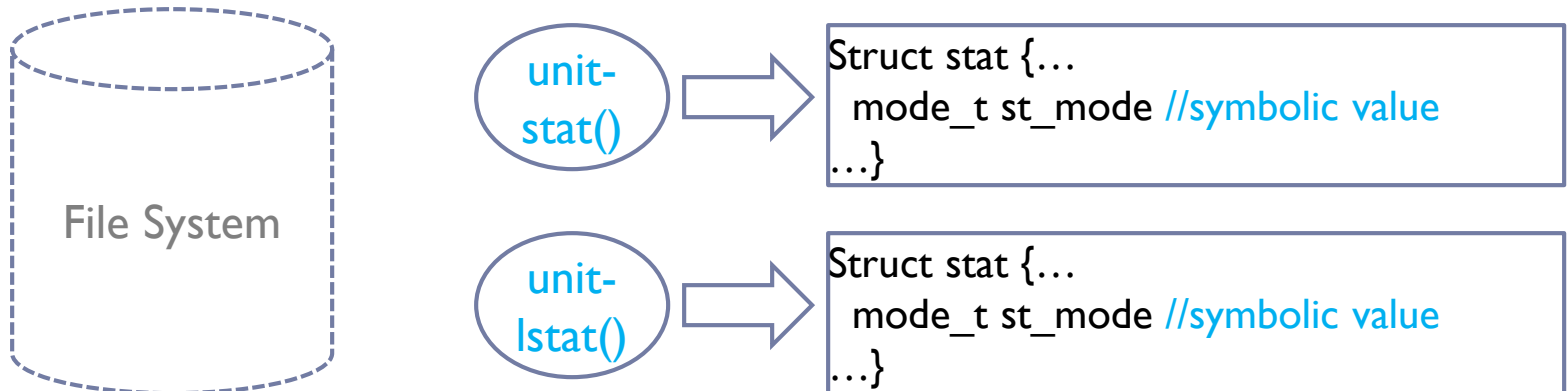 File System
unit-
stat()
Struct stat {…
mode_t st_mode //symbolic value
…}
unit-
lstat()
Struct stat {…
mode_t st_mode //symbolic value
…}